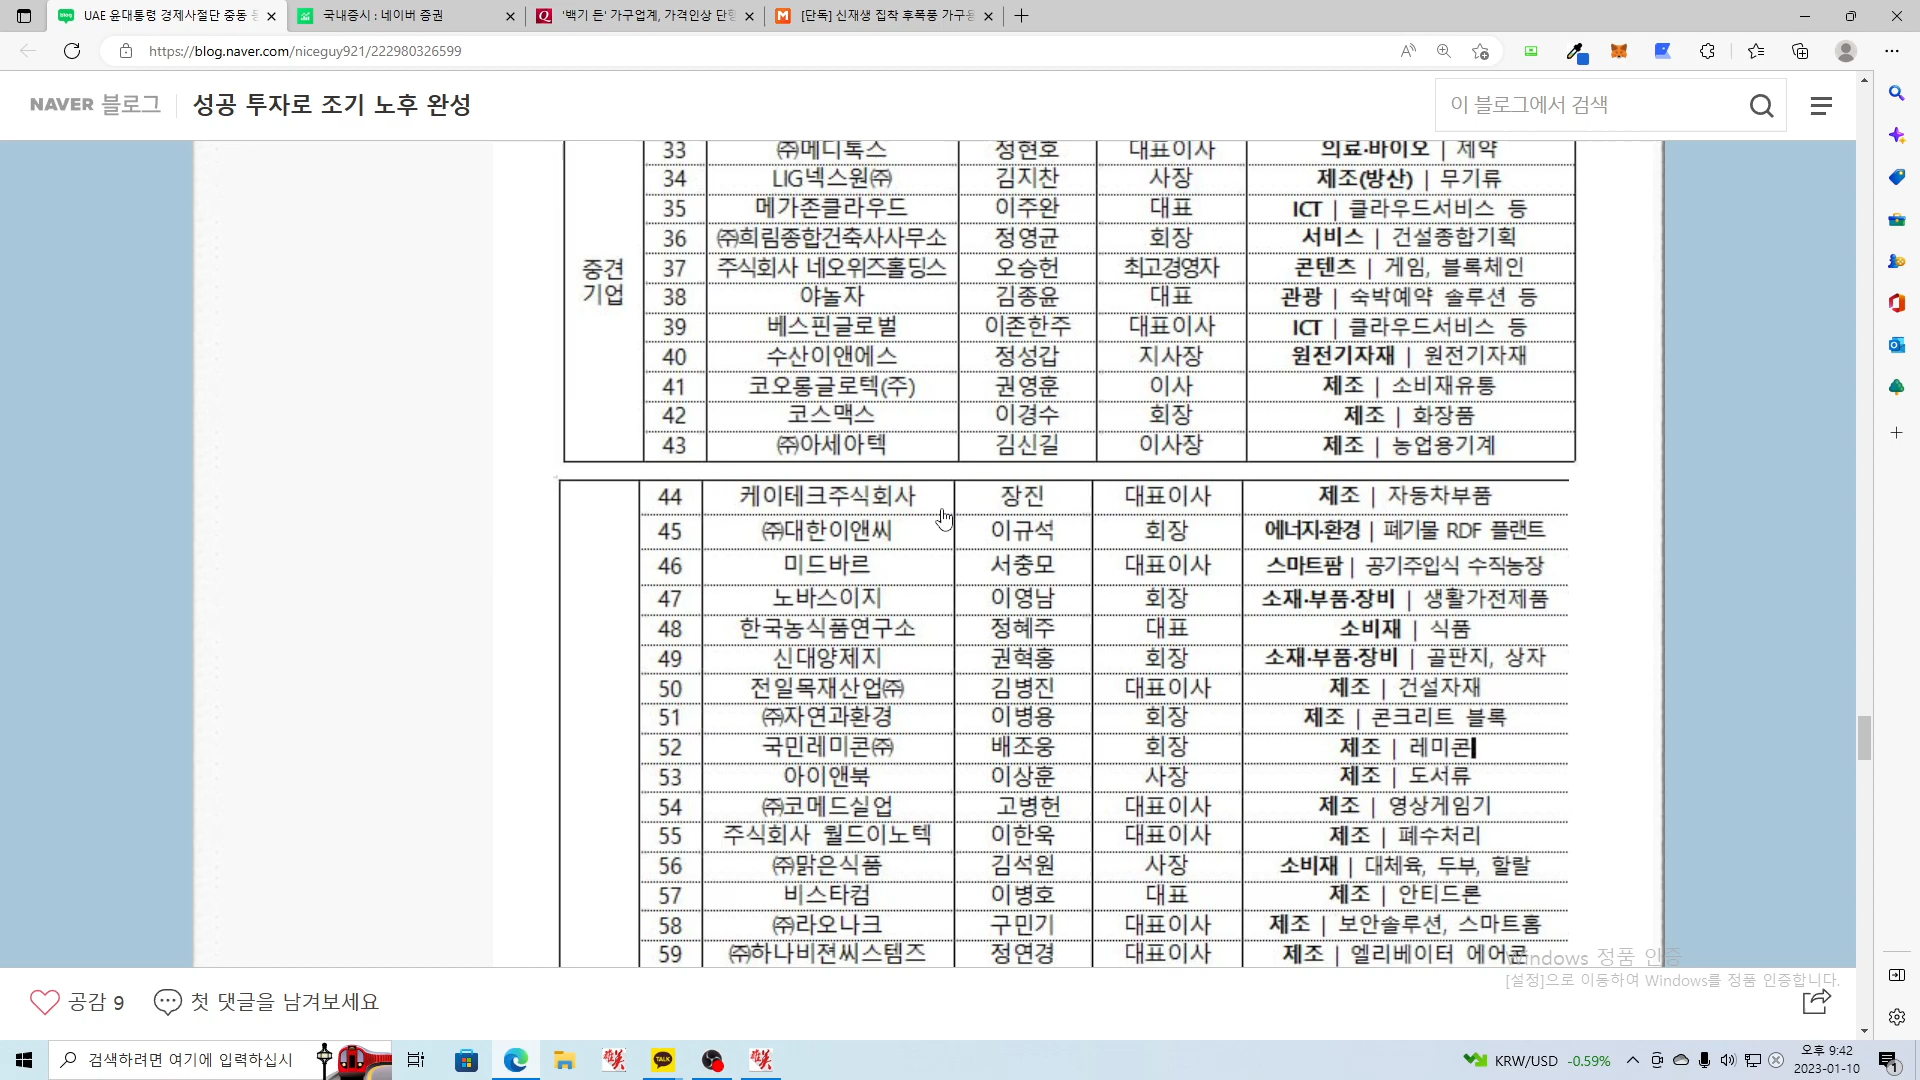 UAE 윤대통령 경제사절단 중동
국내증시 : 네이버 증권
'백기 든' 가구업계, 가격인상 단행
[단독] 신재생 집착 후폭풍 가구
https://blog.naver.com/niceguy921/222980326599
NAVER 블로그 성공 투자로 조기 노후 완성
이 블로그에서 검색
중견
기업
33 ㈜메디톡스 정현호 대표이사 의료·바이오 | 제약
34 LIG넥스원㈜ 김지찬 사장 제조(방산) | 무기류
35 메가존클라우드 이주완 대표 ICT | 클라우드서비스 등
36 ㈜희림종합건축사사무소 정영균 회장 서비스 | 건설종합기획
37 주식회사 네오위즈홀딩스 오승헌 최고경영자 콘텐츠 | 게임, 블록체인
38 야놀자 김종윤 대표 관광 | 숙박예약 솔루션 등
39 베스핀글로벌 이존한주 대표이사 ICT | 클라우드서비스 등
40 수산이앤에스 정성갑 지사장 원전기자재 | 원전기자재
41 코오롱글로텍(주) 권영훈 이사 제조 | 소비재유통
42 코스맥스 이경수 회장 제조 | 화장품
43 ㈜아세아텍 김신길 이사장 제조 | 농업용기계
44 케이테크주식회사 장진 대표이사 제조 | 자동차부품
45 ㈜대한이앤씨 이규석 회장 에너지·환경 | 폐기물 RDF 플랜트
46 미드바르 서충모 대표이사 스마트팜 | 공기주입식 수직농장
47 노바스이지 이영남 회장 소재·부품·장비 | 생활가전제품
48 한국농식품연구소 정혜주 대표 소비재 | 식품
49 신대양제지 권혁홍 회장 소재·부품·장비 | 골판지, 상자
50 전일목재산업㈜ 김병진 대표이사 제조 | 건설자재
51 ㈜자연과환경 이병용 회장 제조 | 콘크리트 블록
52 국민레미콘㈜ 배조웅 회장 제조 | 레미콘
53 아이앤북 이상훈 사장 제조 | 도서류
54 ㈜코메드실업 고병헌 대표이사 제조 | 영상게임기
55 주식회사 월드이노텍 이한욱 대표이사 제조 | 폐수처리
56 ㈜맑은식품 김석원 사장 소비재 | 대체육, 두부, 할랄
57 비스타컴 이병호 대표 제조 | 안티드론
58 ㈜라오나크 구민기 대표이사 제조 | 보안솔루션, 스마트홈
59 ㈜하나비젼씨스템즈 정연경 대표이사 제조 | 엘리베이터 에어콘
Windows 정품 인증
[설정]으로 이동하여 Windows를 정품 인증합니다.
공감 9 첫 댓글을 남겨보세요
검색하려면 여기에 입력하십시
TALK
KRW/USD -0.59%
오후 9:42
2023-01-10
1